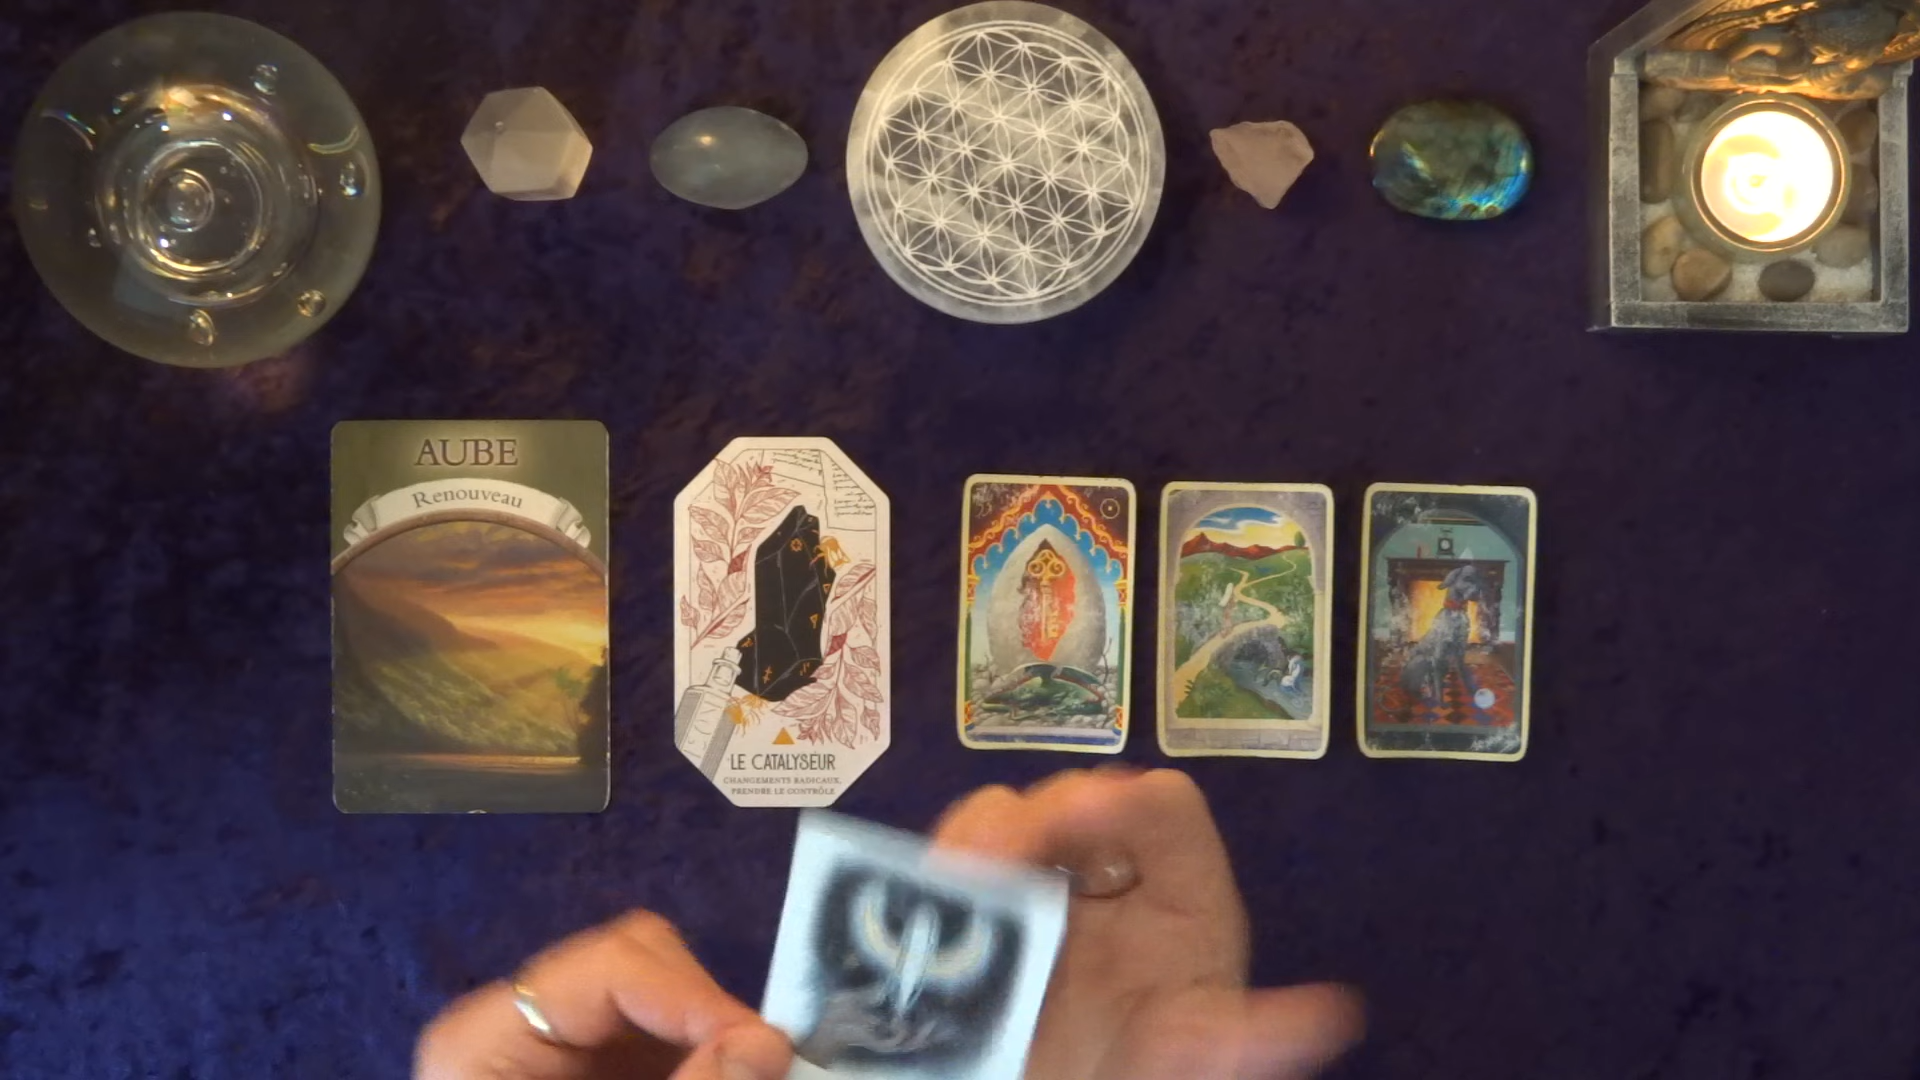 AUBE
Renouveau
LE CATALYSEUR
CHANGEMENTS RADICAUX,
PRENDRE LE CONTRÔLE